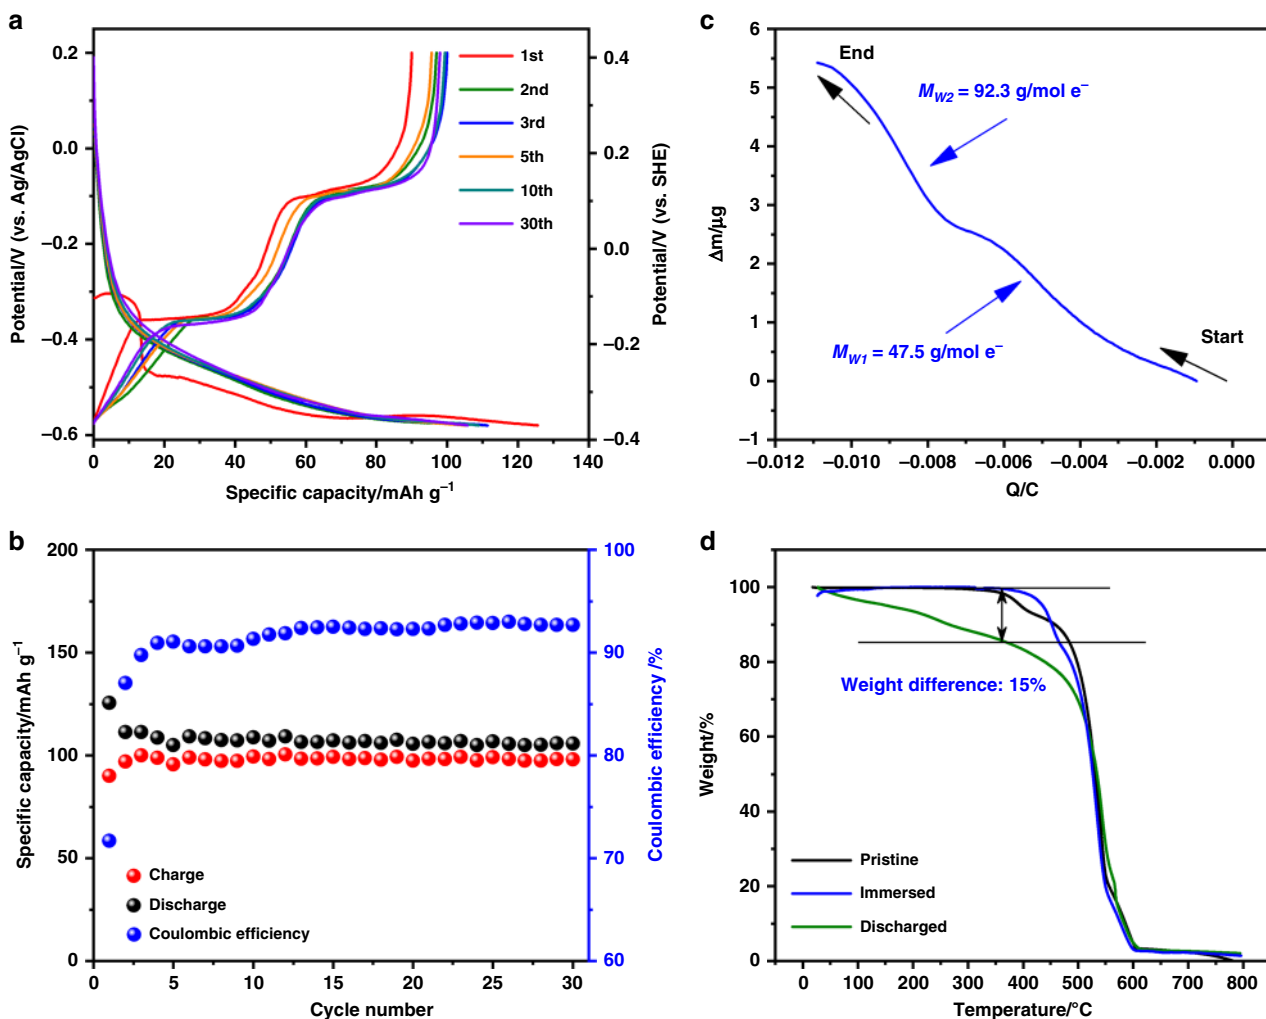 a
0.2
0.0
−0.2
−0.4
−0.6
Potential/V (vs. Ag/AgCl)
0.4
0.2
0.0
−0.2
−0.4
Potential/V (vs. SHE)
1st
2nd
3rd
5th
10th
30th
0 20 40 60 80 100 120 140
Specific capacity/mAh g−1
c
6
5
4
3
2
1
0
−1
Δm/µg
End
MW2 = 92.3 g/mol e−
MW1 = 47.5 g/mol e−
Start
−0.012 −0.010 −0.008 −0.006 −0.004 −0.002 0.000
Q/C
b
200
150
100
50
0
Specific capacity/mAh g−1
100
90
80
70
60
Coulombic efficiency /%
Charge
Discharge
Coulombic efficiency
0 5 10 15 20 25 30
Cycle number
d
100
80
60
40
20
0
Weight/%
Weight difference: 15%
Pristine
Immersed
Discharged
0 100 200 300 400 500 600 700 800
Temperature/°C